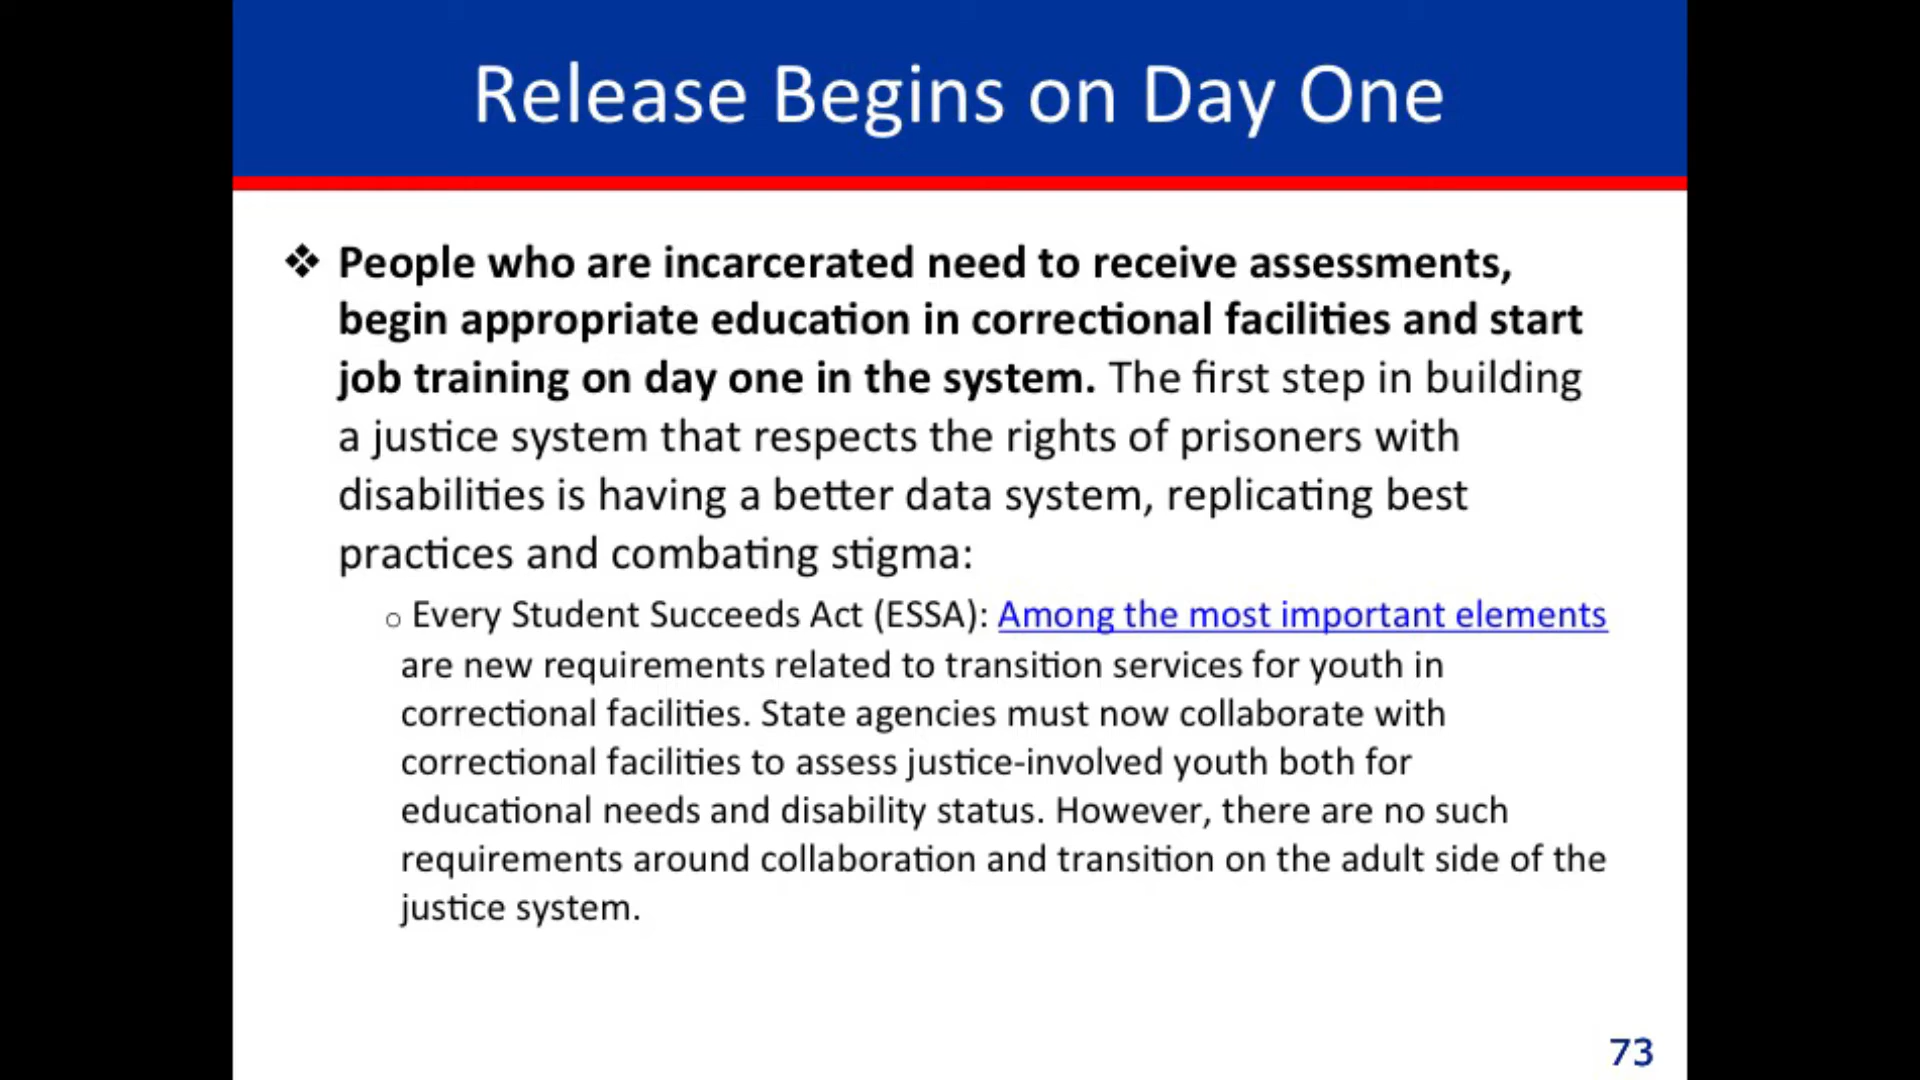 Release Begins on Day One
❖ People who are incarcerated need to receive assessments,
begin appropriate education in correctional facilities and start
job training on day one in the system. The first step in building
a justice system that respects the rights of prisoners with
disabilities is having a better data system, replicating best
practices and combating stigma:
o Every Student Succeeds Act (ESSA): Among the most important elements
are new requirements related to transition services for youth in
correctional facilities. State agencies must now collaborate with
correctional facilities to assess justice-involved youth both for
educational needs and disability status. However, there are no such
requirements around collaboration and transition on the adult side of the
justice system.
73